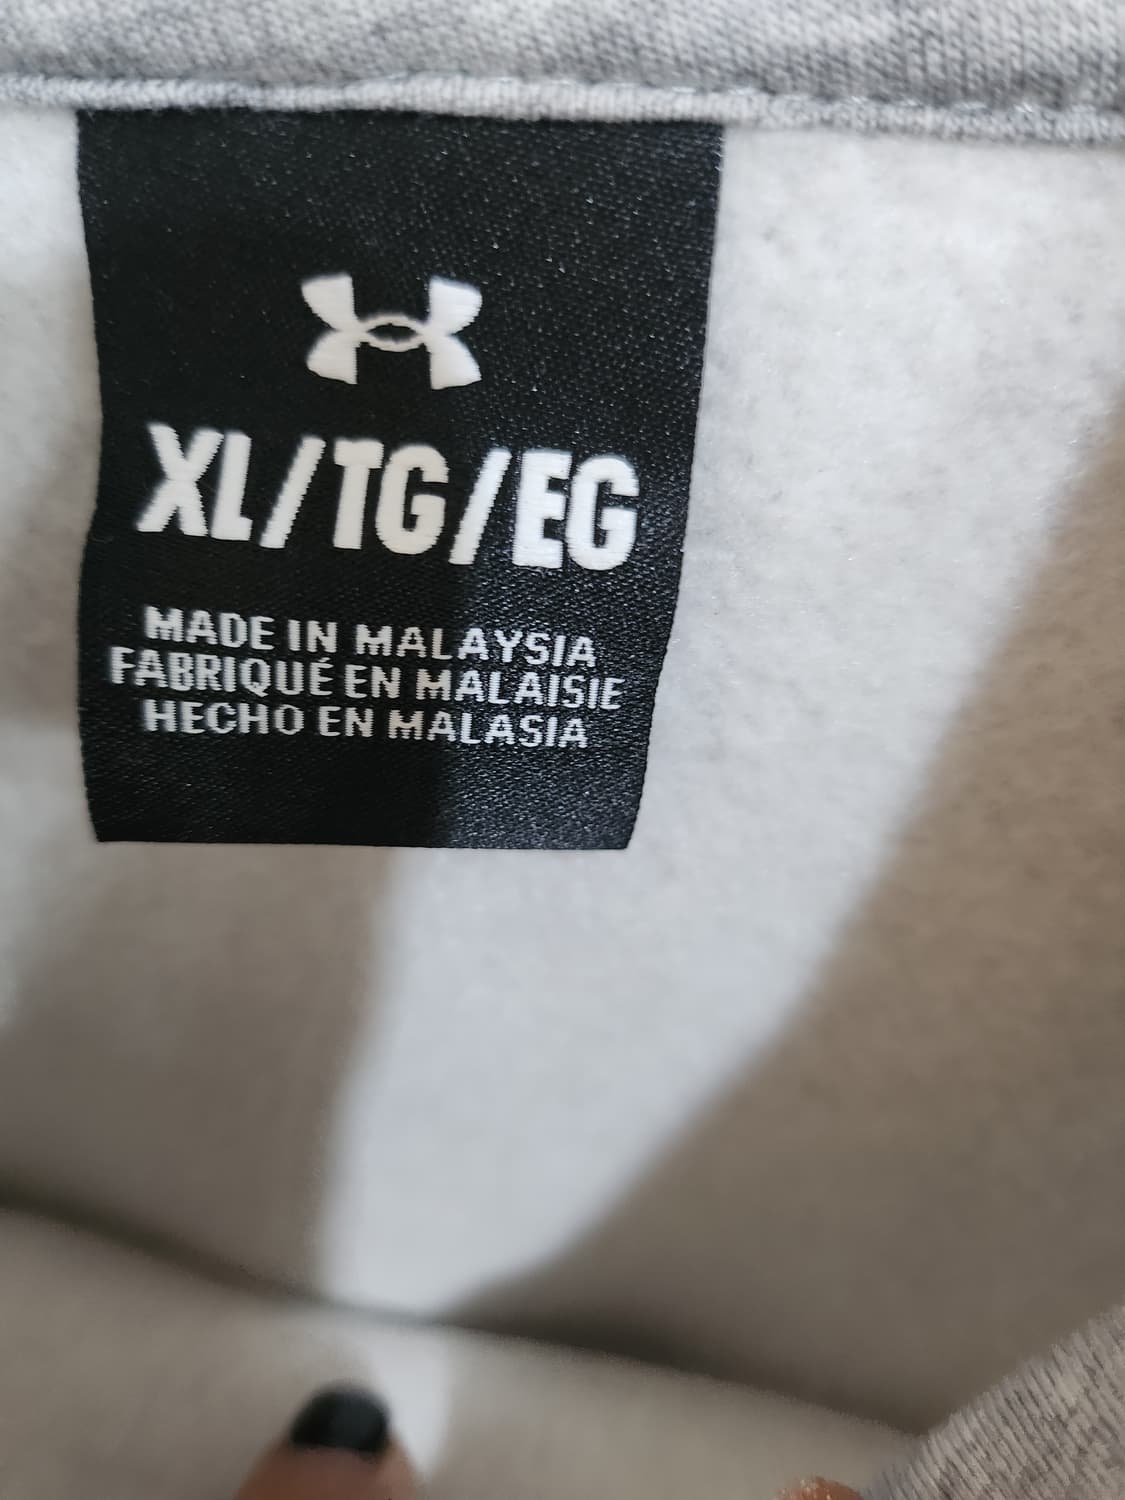 XL/TG/EG
MADE IN MALAYSIA
FABRIQUÉ EN MALAISIE
HECHO EN MALASIA